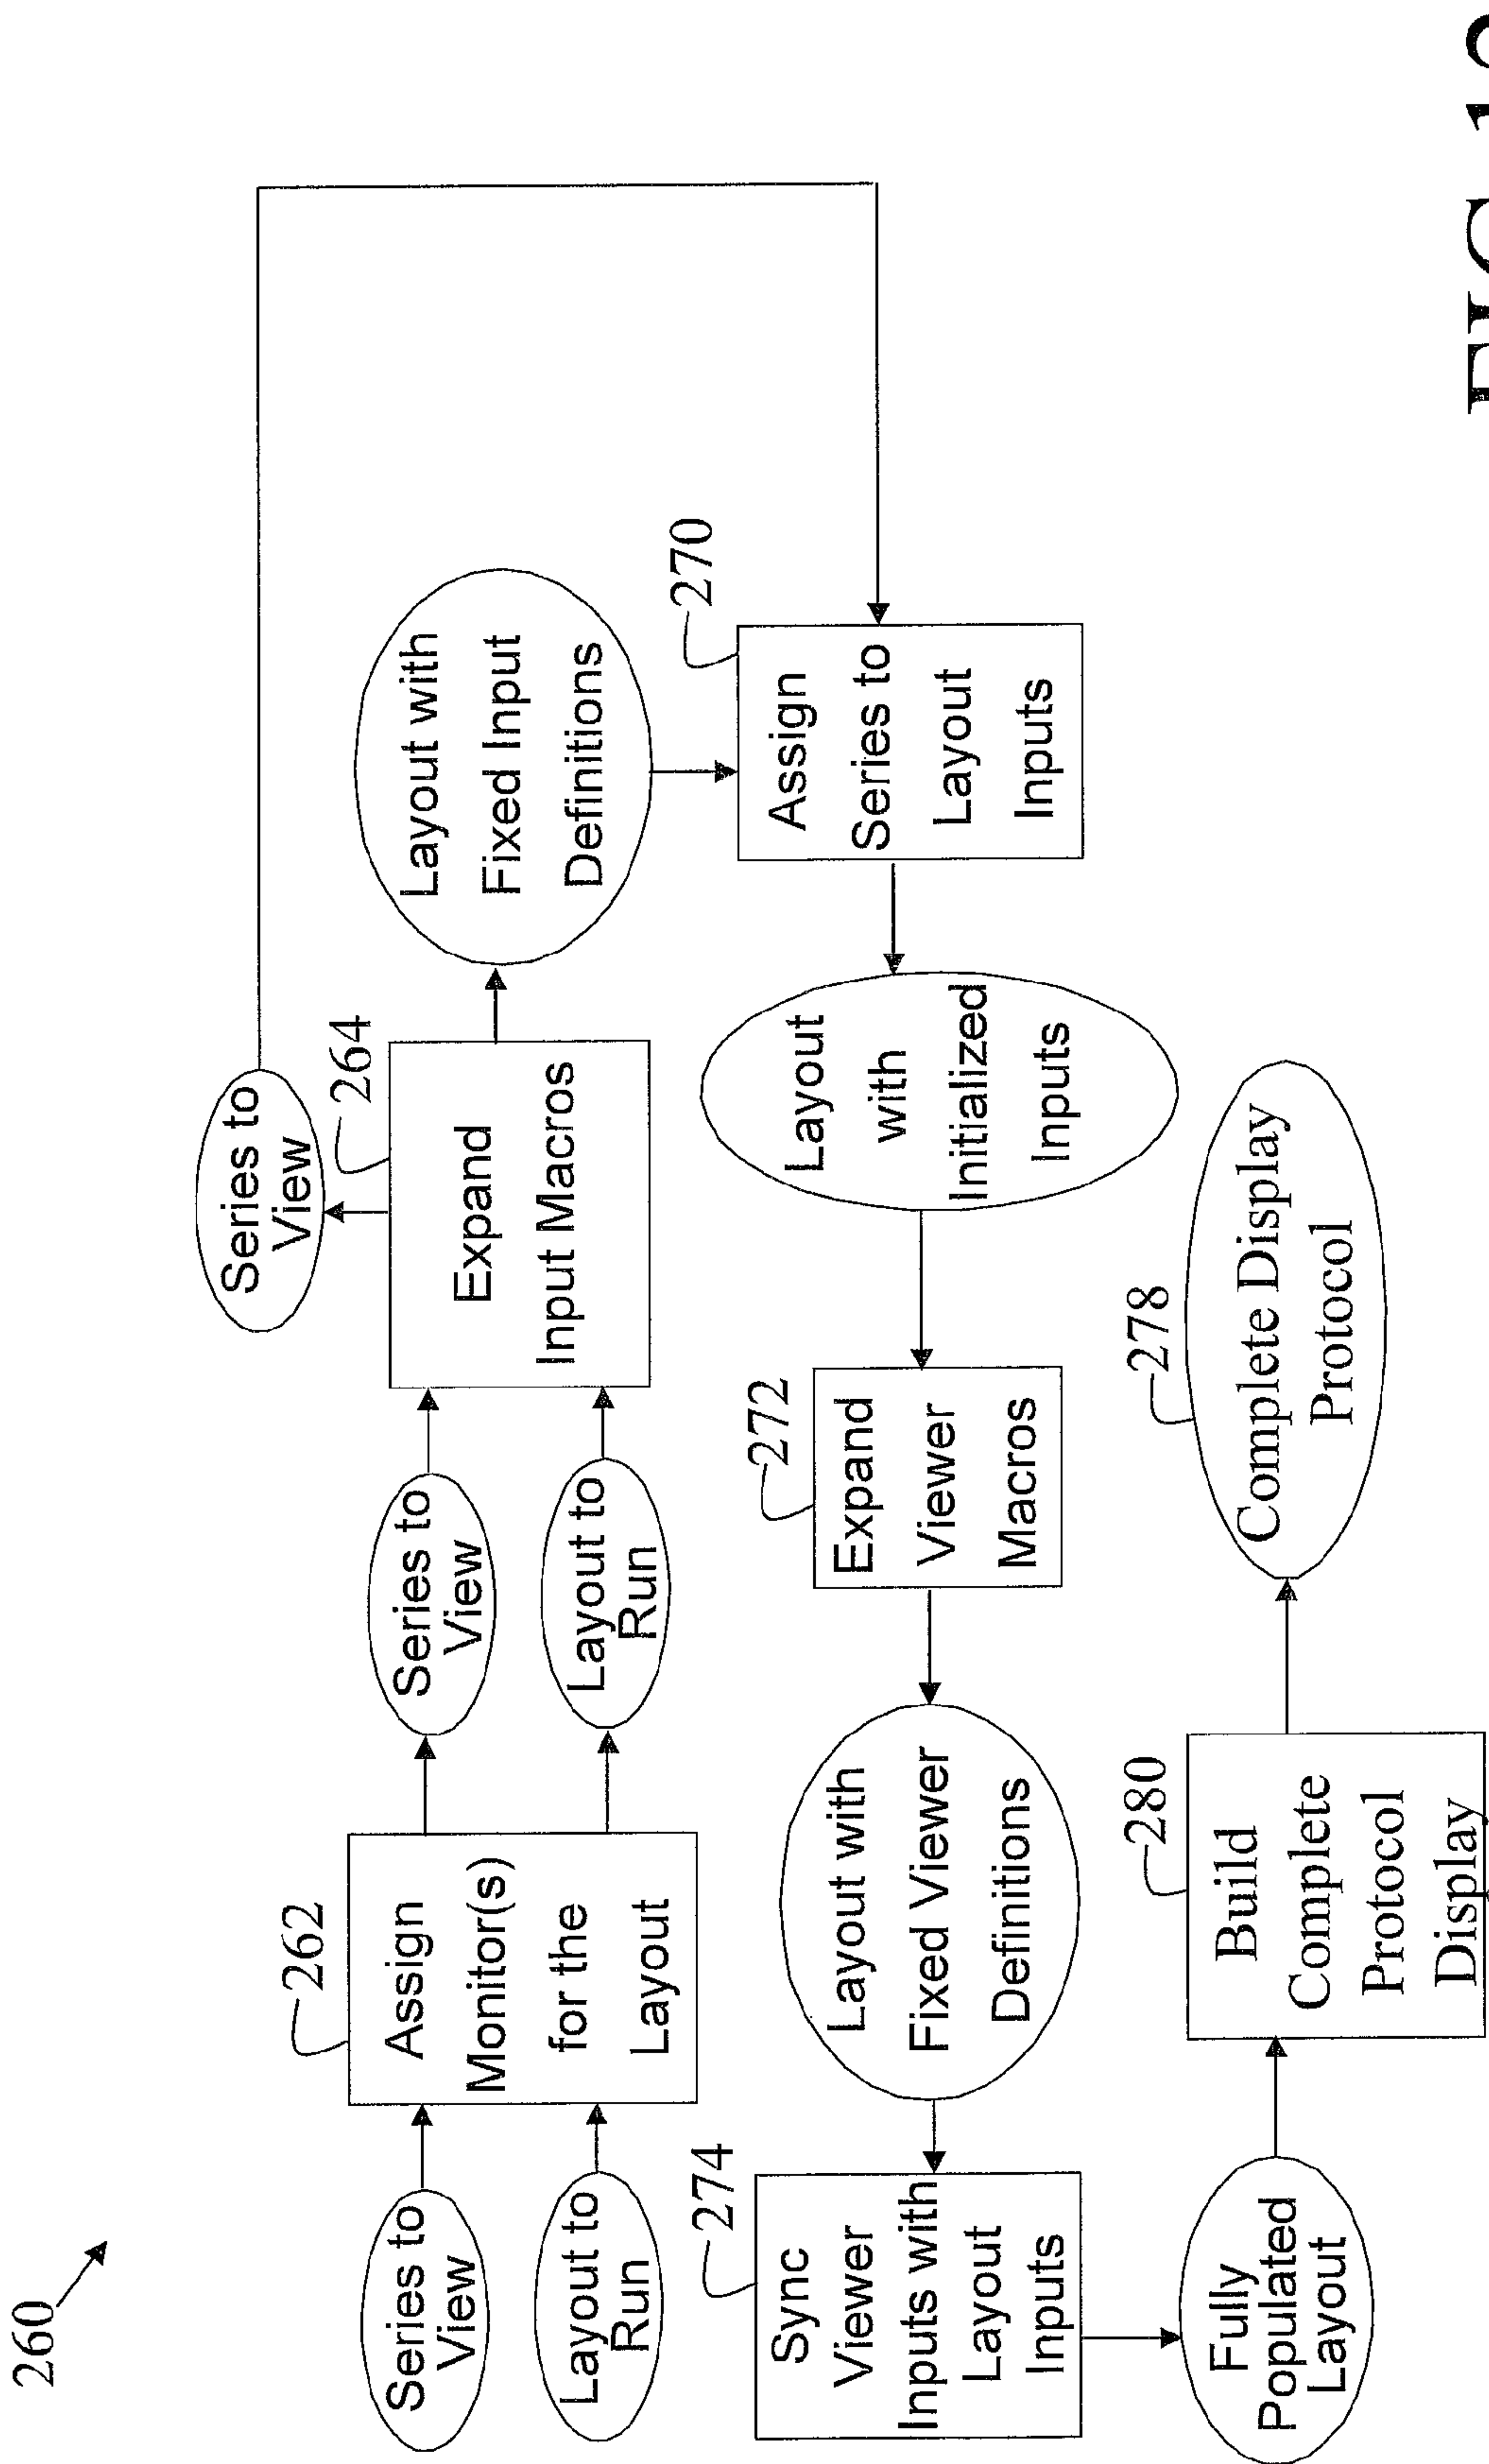 260
Series to
View
Layout to
Run
262
Assign
Monitor(s)
for the
Layout
Series to
View
Layout to
Run
264
Expand
Input Macros
Series to
View
Layout with
Fixed Input
Definitions
270
Assign
Series to
Layout
Inputs
Layout
with
Initialized
Inputs
272
Expand
Viewer
Macros
Layout with
Fixed Viewer
Definitions
274
Sync
Viewer
Inputs with
Layout
Inputs
Fully
Populated
Layout
280
Build
Complete
Protocol
Display
278
Complete Display
Protocol